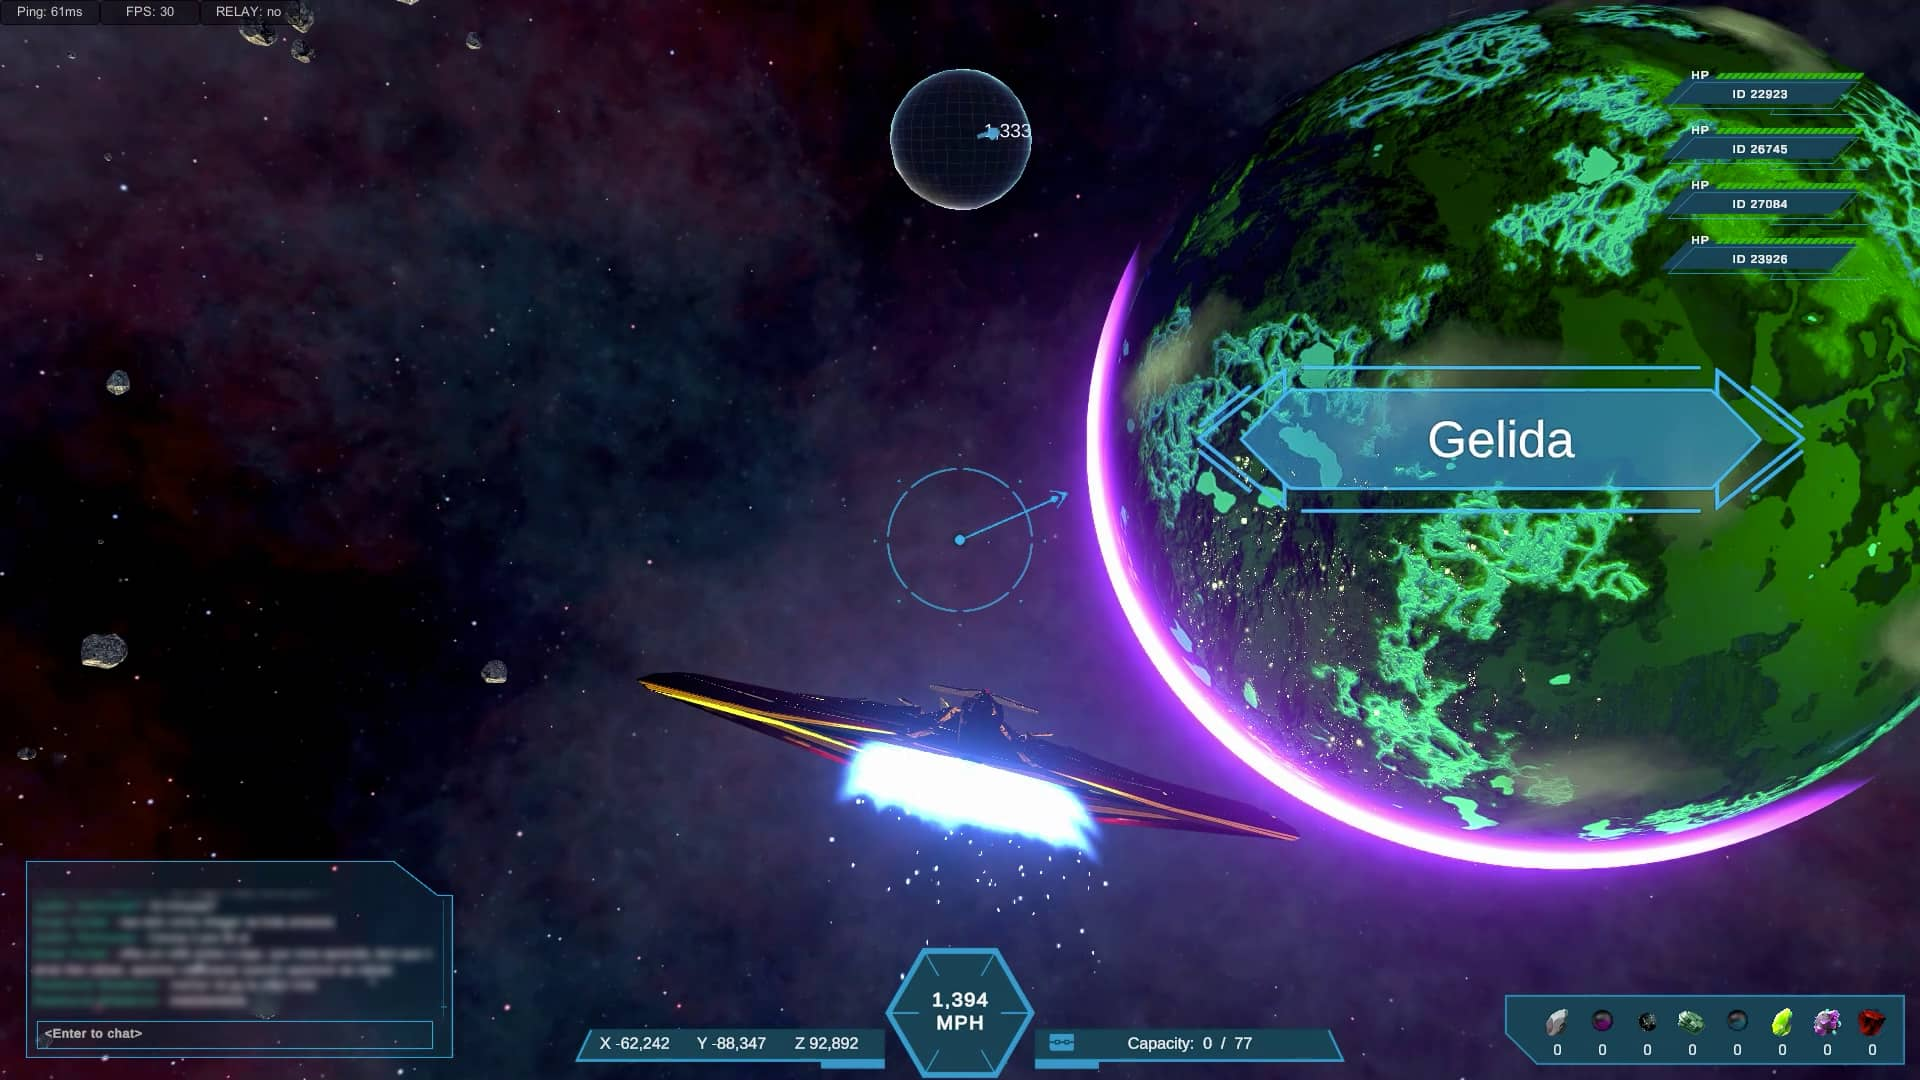 Ping: 61ms FPS: 30 RELAY: no
1,333
HP
ID 22923
HP
ID 26745
HP
ID 27084
HP
ID 23926
Gelida
<Enter to chat>
1,394
MPH
X -62,242 Y -88,347 Z 92,892
Capacity: 0 / 77
0 0 0 0 0 0 0 0